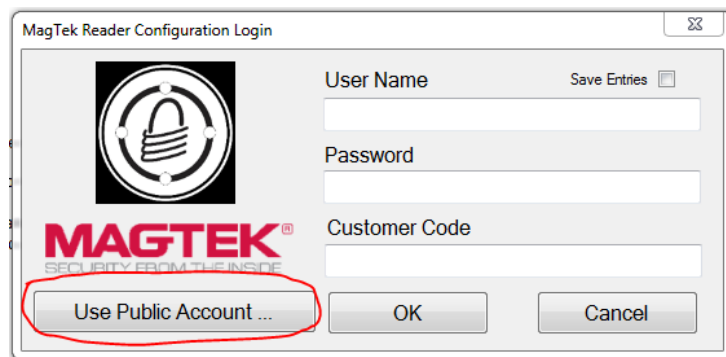 MagTek Reader Configuration Login
User Name
Save Entries
Password
Customer Code
MAGTEK®
SECURITY FROM THE INSIDE
Use Public Account ...
OK
Cancel